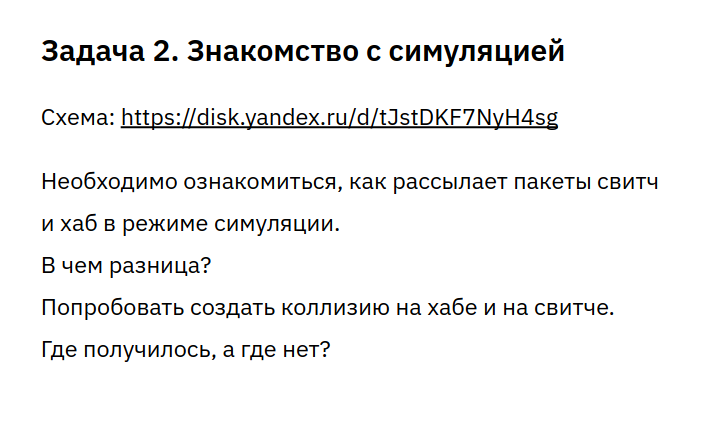 Задача 2. Знакомство с симуляцией
Схема: https://disk.yandex.ru/d/tJstDKF7NyH4sg
Необходимо ознакомиться, как рассылает пакеты свитч
и хаб в режиме симуляции.
В чем разница?
Попробовать создать коллизию на хабе и на свитче.
Где получилось, а где нет?